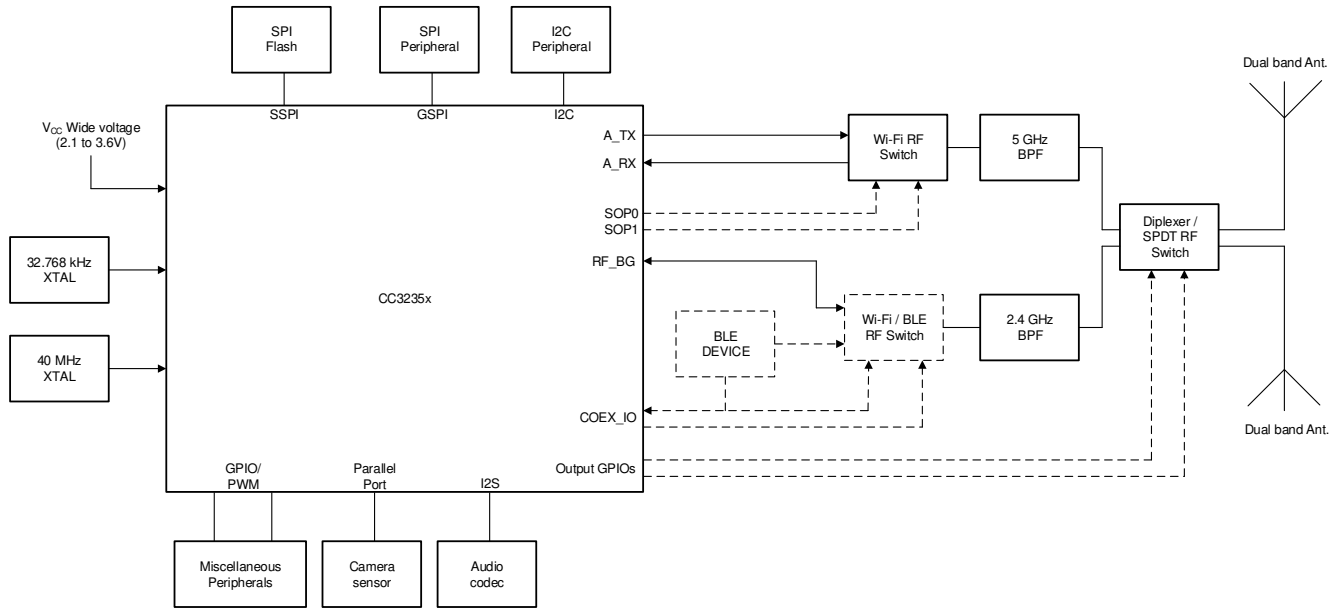 SPI
Flash
SPI
Peripheral
I2C
Peripheral
Dual band Ant.
SSPI
GSPI
I2C
VCC Wide voltage
(2.1 to 3.6V)
A_TX
A_RX
Wi-Fi RF
Switch
5 GHz
BPF
SOP0
SOP1
Diplexer /
SPDT RF
Switch
RF_BG
32.768 kHz
XTAL
CC3235x
BLE
DEVICE
Wi-Fi / BLE
RF Switch
2.4 GHz
BPF
40 MHz
XTAL
COEX_IO
Dual band Ant.
GPIO/
PWM
Parallel
Port
I2S
Output GPIOs
Miscellaneous
Peripherals
Camera
sensor
Audio
codec